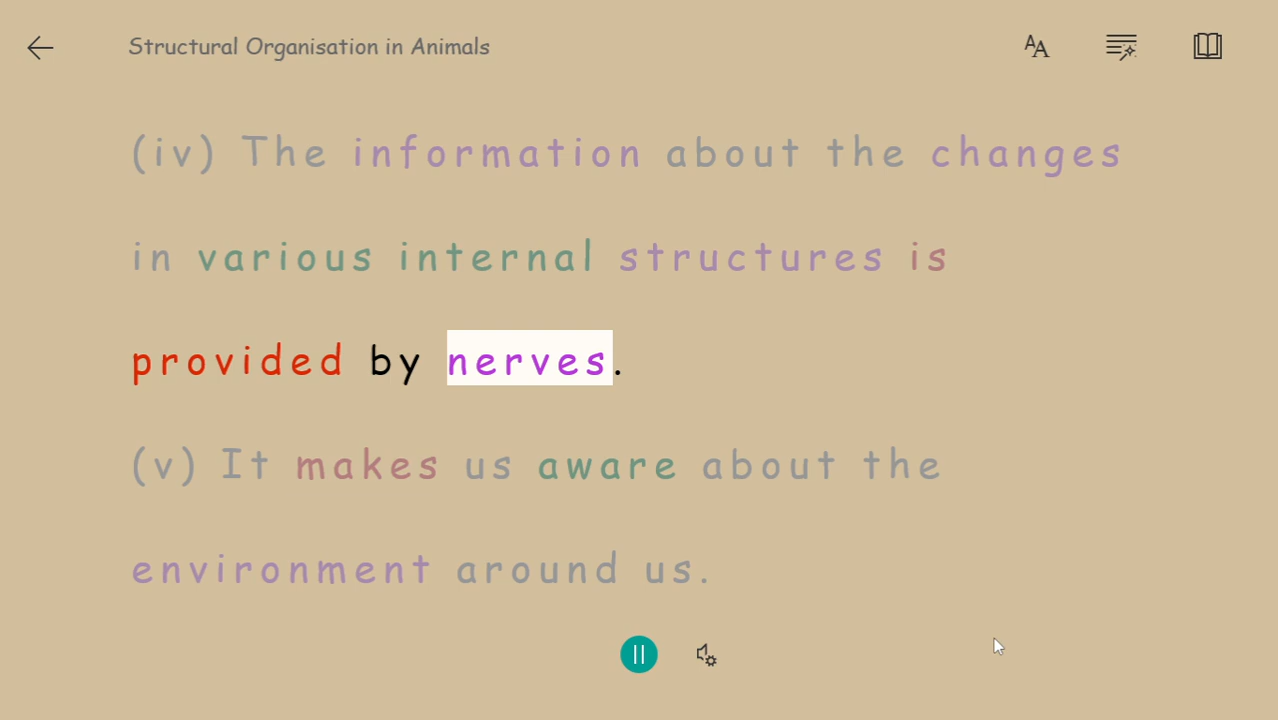 Structural Organisation in Animals
(iv) The information about the changes
in various internal structures is
provided by nerves.
(v) It makes us aware about the
environment around us.